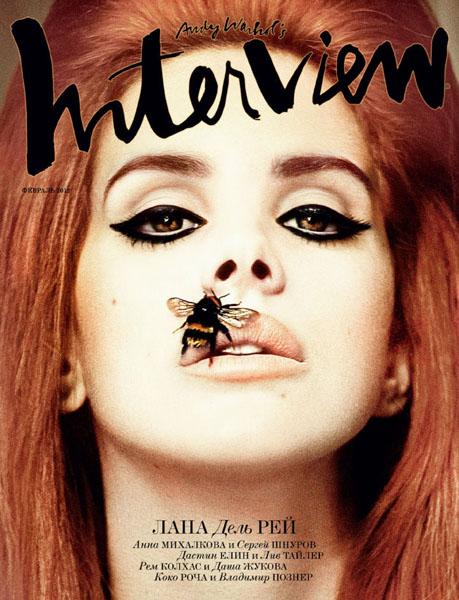 Andy Warhol's
Interview
ФЕВРАЛЬ 2012
ЛАНА Дель РЕЙ
Анна МИХАЛКОВА и Сергей ШНУРОВ
Дастин ЕЛИН и Лив ТАЙЛЕР
Рем КОЛХАС и Даша ЖУКОВА
Коко РОЧА и Владимир ПОЗНЕР